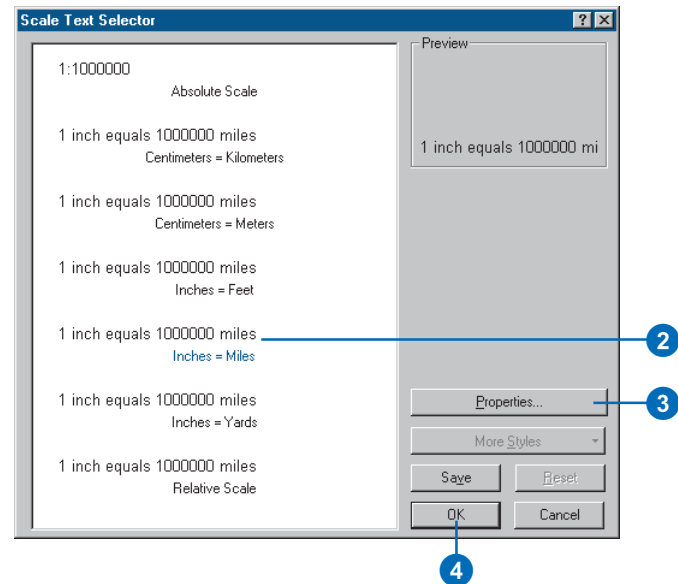 Scale Text Selector
1:1000000
Absolute Scale
1 inch equals 1000000 miles
Centimeters = Kilometers
1 inch equals 1000000 miles
Centimeters = Meters
1 inch equals 1000000 miles
Inches = Feet
1 inch equals 1000000 miles
Inches = Miles
1 inch equals 1000000 miles
Inches = Yards
1 inch equals 1000000 miles
Relative Scale
Preview
1 inch equals 1000000 mi
2
Properties...
3
More Styles
Save
Reset
OK
Cancel
4